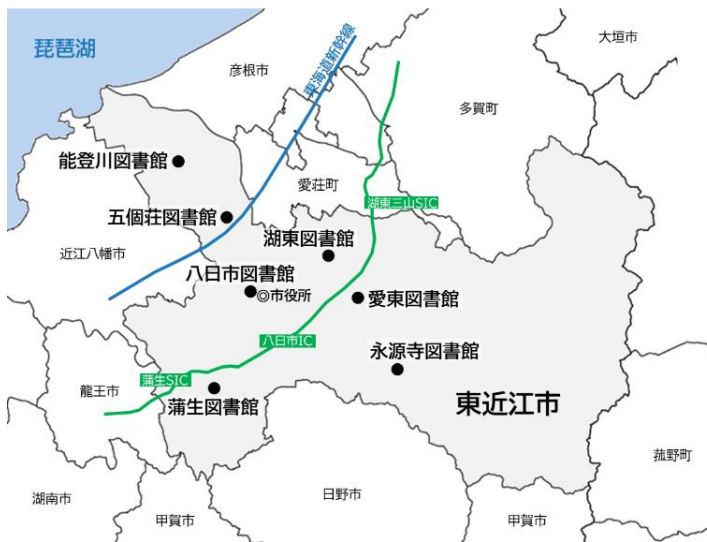 琵琶湖
彦根市
東海道新幹線
大垣市
多賀町
能登川図書館
愛荘町
湖東三山SIC
五個荘図書館
近江八幡市
湖東図書館
八日市図書館
◎市役所
愛東図書館
八日市IC
永源寺図書館
蒲生SIC
龍王市
蒲生図書館
東近江市
菰野町
湖南市
日野市
甲賀市
甲賀市